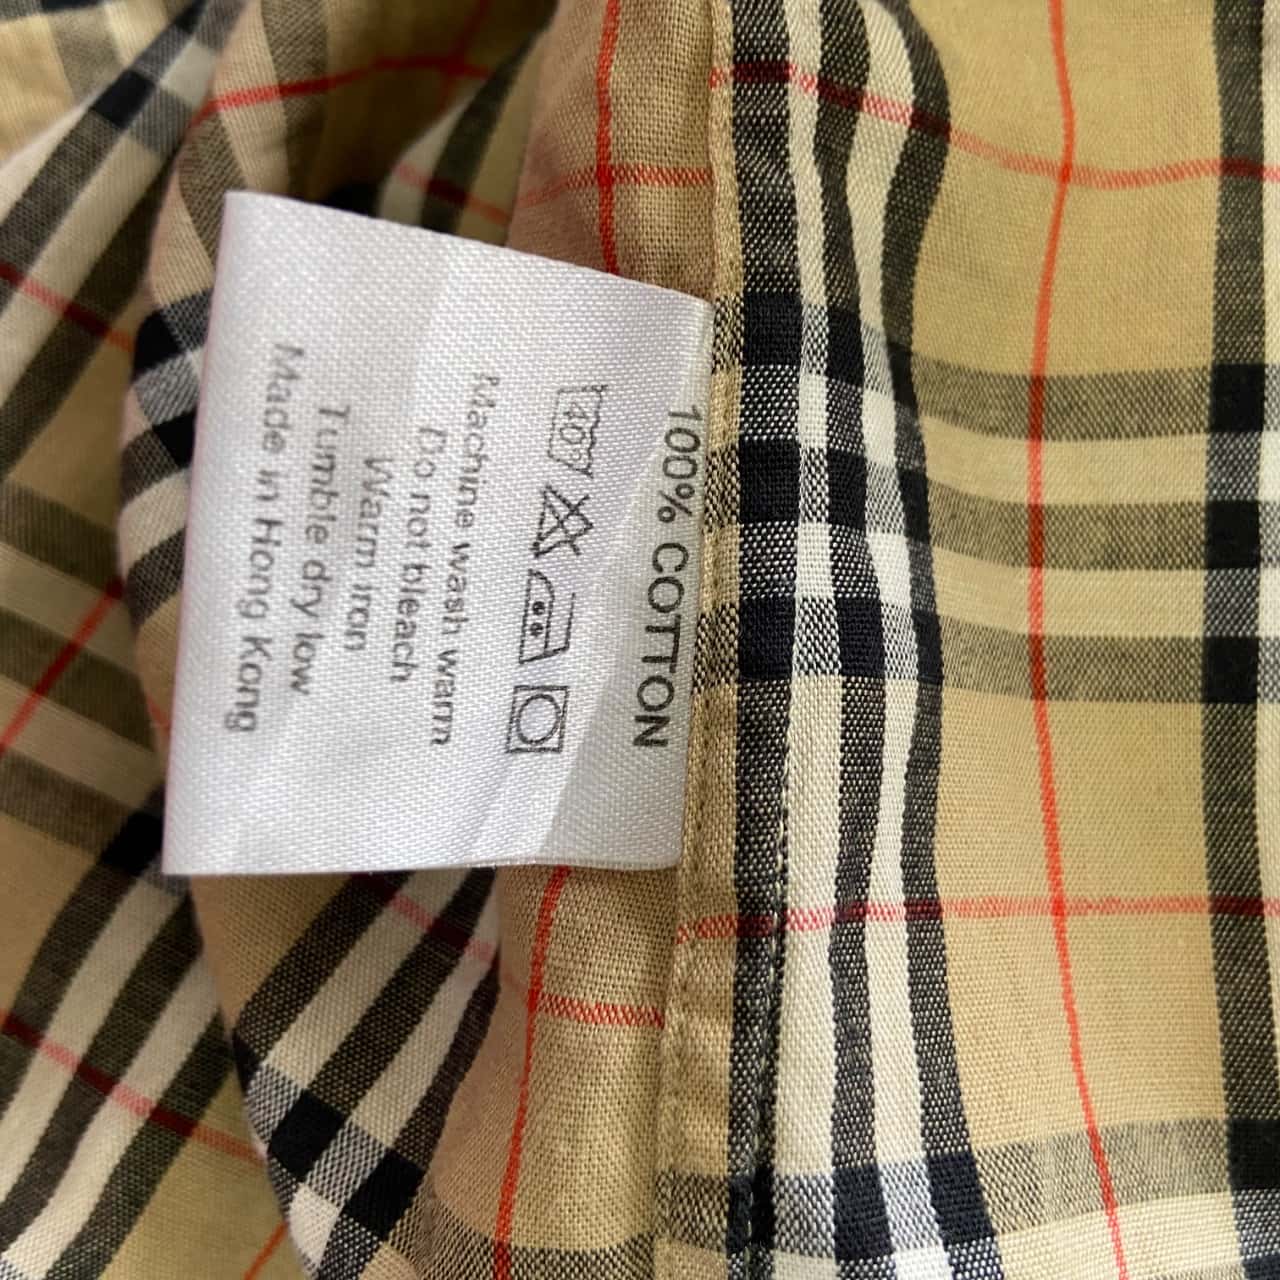 100% COTTON
40°
Machine wash warm
Do not bleach
Warm iron
Tumble dry low
Made in Hong Kong